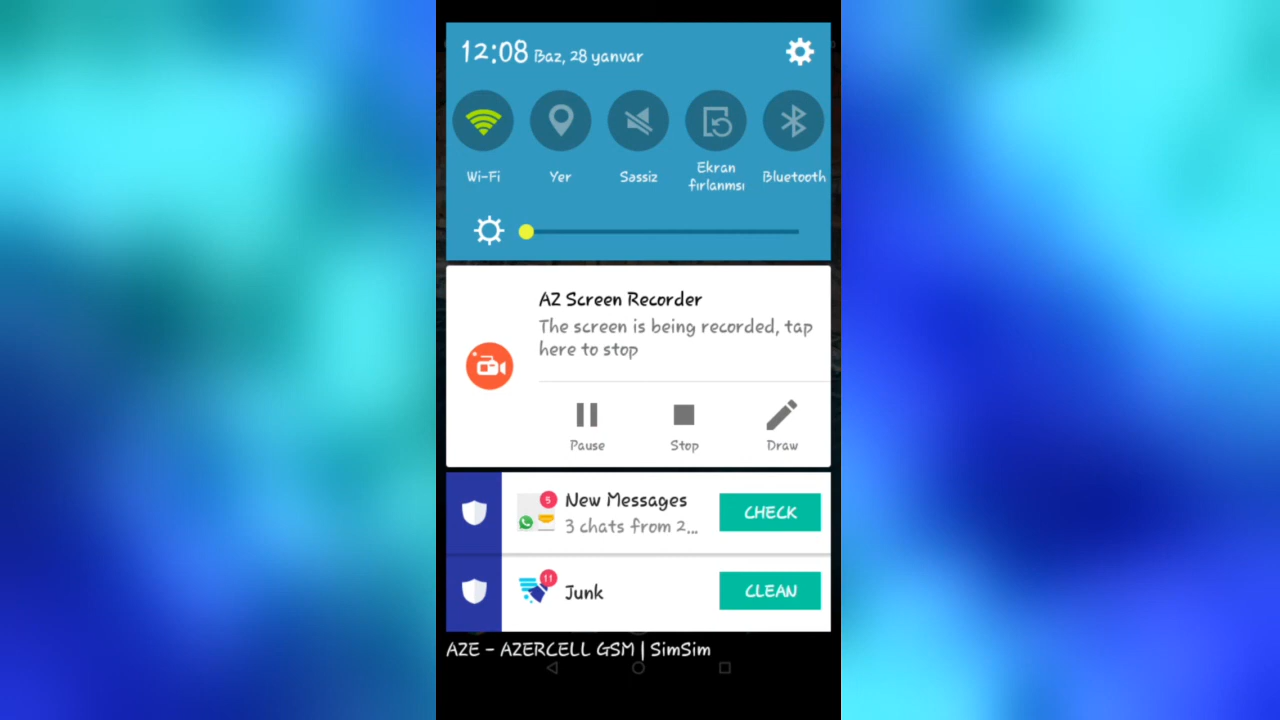 12:08 Baz, 28 yanvar
Wi-Fi
Yer
Səssiz
Ekran
fırlanmsı
Bluetooth
AZ Screen Recorder
The screen is being recorded, tap
here to stop
Pause
Stop
Draw
5
New Messages
3 chats from 2...
CHECK
11
Junk
CLEAN
AZE - AZERCELL GSM | SimSim